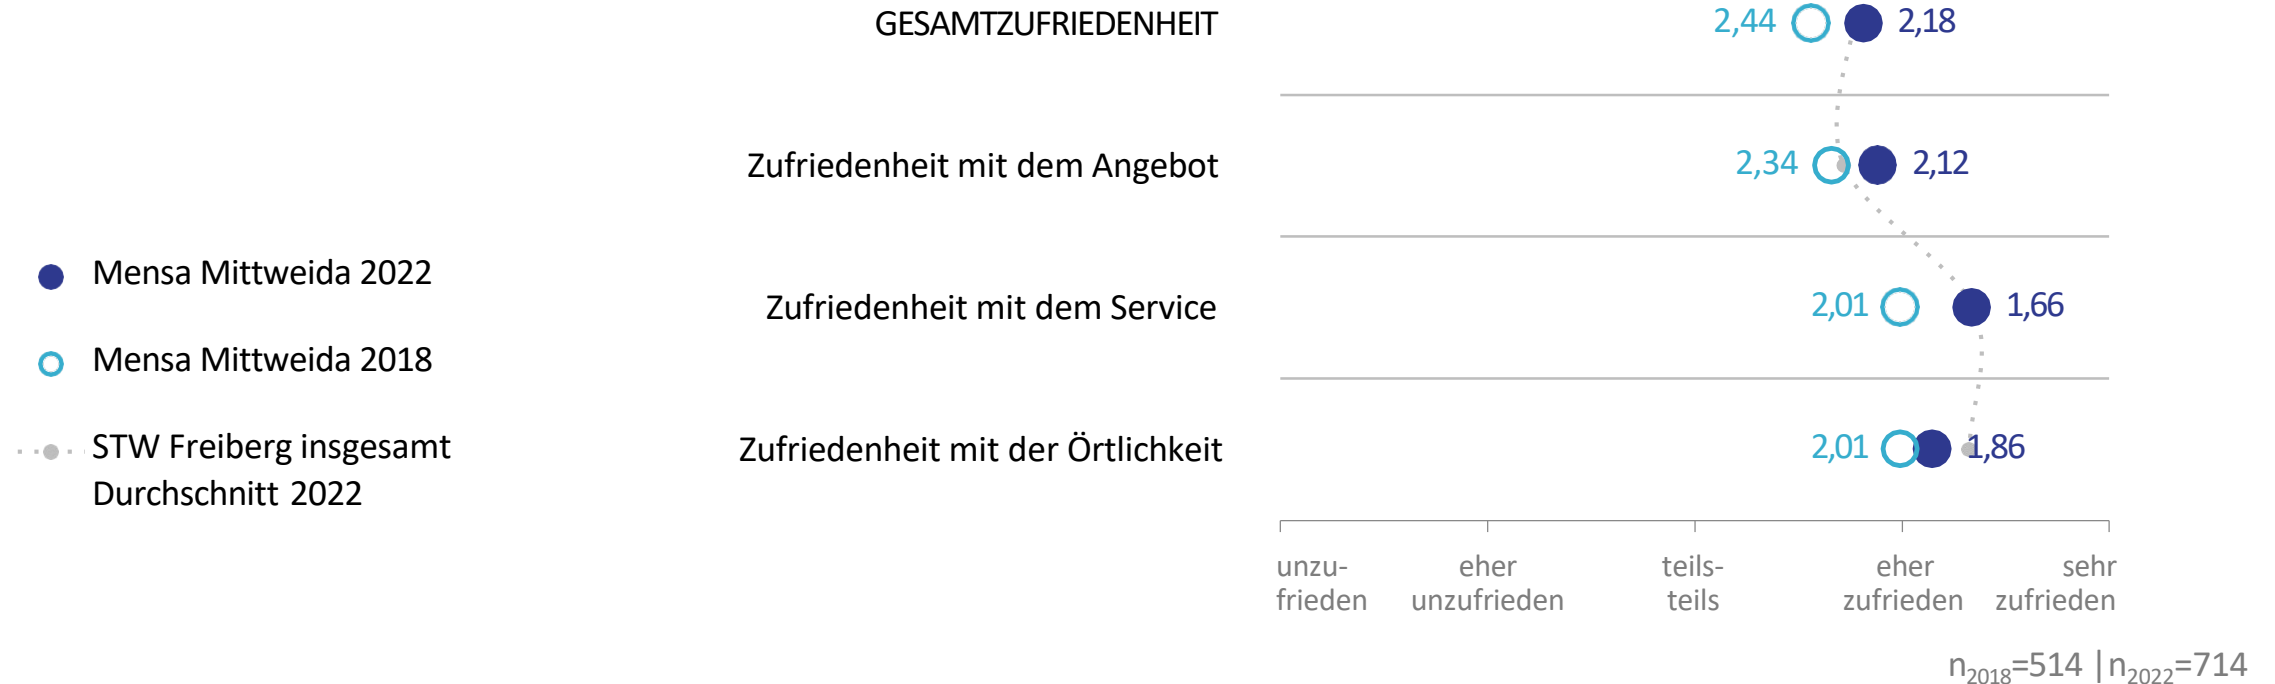 GESAMTZUFRIEDENHEIT 2,44 2,18
Zufriedenheit mit dem Angebot 2,34 2,12
Zufriedenheit mit dem Service 2,01 1,66
Zufriedenheit mit der Örtlichkeit 2,01 1,86
Mensa Mittweida 2022
Mensa Mittweida 2018
STW Freiberg insgesamt
Durchschnitt 2022
unzu- eher teils- eher sehr
frieden unzufrieden teils zufrieden zufrieden
n2018=514 | n2022=714